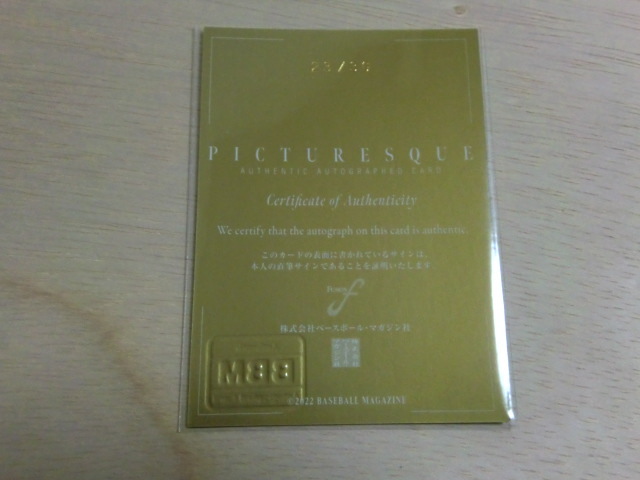 PICTURESQUE
AUTHENTIC AUTOGRAPHED CARD
Certificate of Authenticity
We certify that the autograph on this card is authentic.
このカードの表面に書かれているサインは、
本人の直筆サインであることを証明いたします
f
株式会社ベースボール・マガジン社
BBM
©2022 BASEBALL MAGAZINE